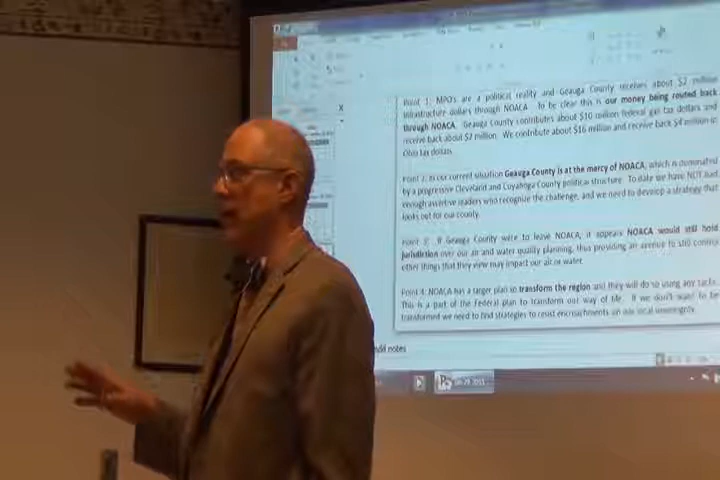 Point 1: MPO's are a political reality and Geauga County receives about $2 million
infrastructure dollars through NOACA. To be clear this is our money being routed back
through NOACA. Geauga County contributes about $10 million federal gas tax dollars and
receive back about $2 million. We contribute about $16 million and receive back $4 million in
Ohio tax dollars.
Point 2: In our current situation Geauga County is at the mercy of NOACA, which is dominated
by a progressive Cleveland and Cuyahoga County political structure. To date we have NOT had
enough assertive leaders who recognize the challenge, and we need to develop a strategy that
looks out for our county.
Point 3: If Geauga County were to leave NOACA, it appears NOACA would still hold
jurisdiction over our air and water quality planning, thus providing an avenue to still control
other things that they view may impact our air or water.
Point 4: NOACA has a larger plan to transform the region and they will do so using any tactic.
This is a part of the Federal plan to transform our way of life. If we don't want to be
transformed we need to find strategies to resist encroachments on our local sovereignty.
add notes